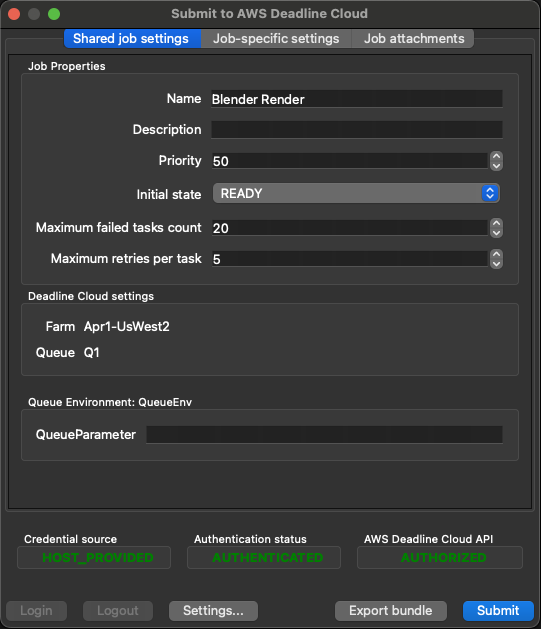 Submit to AWS Deadline Cloud
Shared job settings Job-specific settings Job attachments
Job Properties
Name Blender Render
Description
Priority 50
Initial state READY
Maximum failed tasks count 20
Maximum retries per task 5
Deadline Cloud settings
Farm Apr1-UsWest2
Queue Q1
Queue Environment: QueueEnv
QueueParameter
Credential source Authentication status AWS Deadline Cloud API
HOST_PROVIDED AUTHENTICATED AUTHORIZED
Login Logout Settings... Export bundle Submit